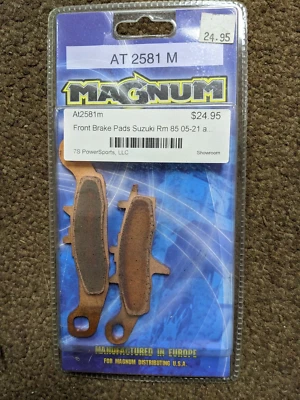 24.95
AT 2581 M
MAGNUM
At2581m $24.95
Front Brake Pads Suzuki Rm 85 05-21 a
7S PowerSports, LLC Showroom
MANUFACTURED IN EUROPE
FOR MAGNUM DISTRIBUTING U.S.A.